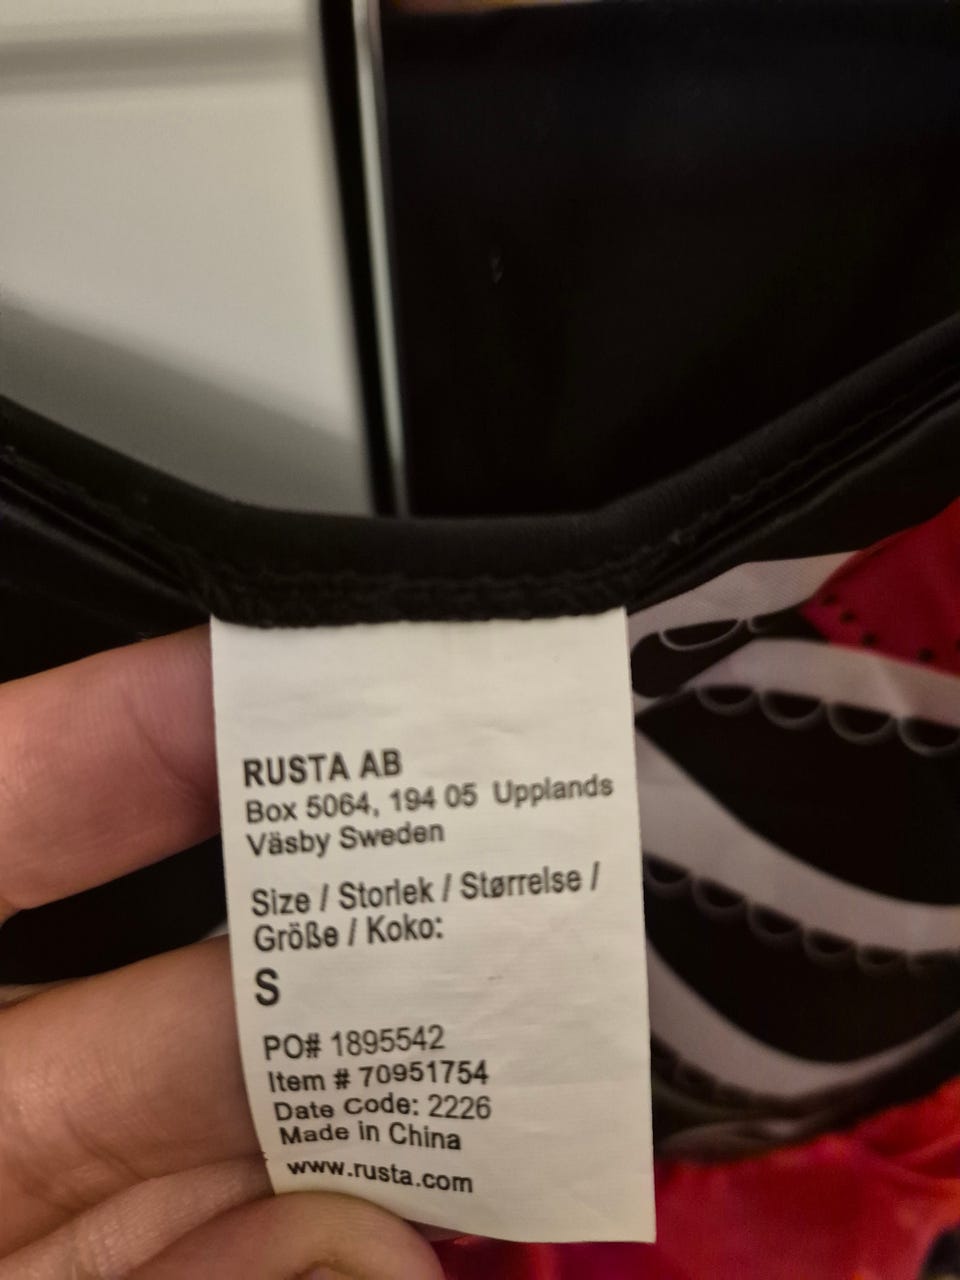 RUSTA AB
Box 5064, 194 05 Upplands
Väsby Sweden
Size / Storlek / Størrelse /
Größe / Koko:
S
PO# 1895542
Item # 70951754
Date Code: 2226
Made in China
www.rusta.com